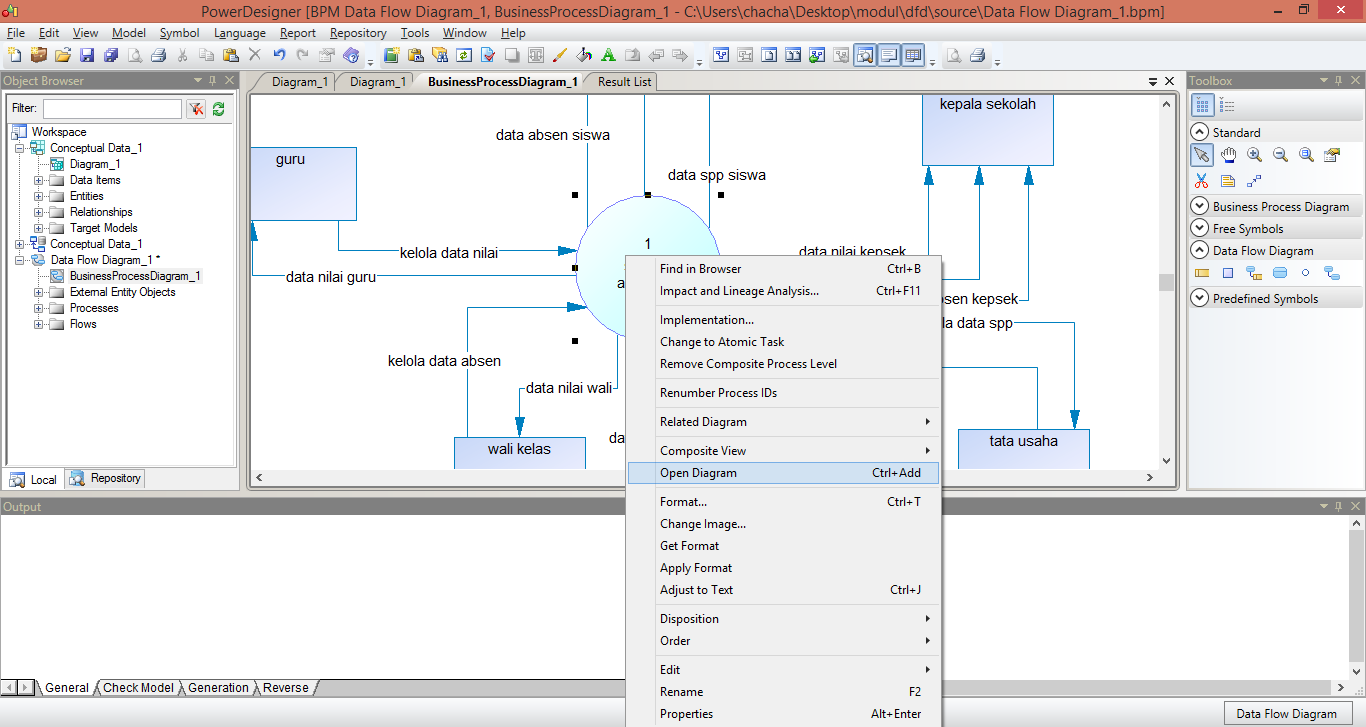 PowerDesigner [BPM Data Flow Diagram_1, BusinessProcessDiagram_1 - C:\Users\chacha\Desktop\modul\dfd\source\Data Flow Diagram_1.bpm]
File Edit View Model Symbol Language Report Repository Tools Window Help
Object Browser
Filter:
Workspace
Conceptual Data_1
Diagram_1
Data Items
Entities
Relationships
Target Models
Conceptual Data_1
Data Flow Diagram_1 *
BusinessProcessDiagram_1
External Entity Objects
Processes
Flows
Local
Repository
Diagram_1
Diagram_1
BusinessProcessDiagram_1
Result List
data absen siswa
kepala sekolah
guru
data spp siswa
1
kelola data nilai
data nilai kepsek
data nilai guru
a
sen kepsek
la data spp
kelola data absen
data nilai wali
da
wali kelas
tata usaha
Find in Browser Ctrl+B
Impact and Lineage Analysis... Ctrl+F11
Implementation...
Change to Atomic Task
Remove Composite Process Level
Renumber Process IDs
Related Diagram
Composite View
Open Diagram Ctrl+Add
Format... Ctrl+T
Change Image...
Get Format
Apply Format
Adjust to Text Ctrl+J
Disposition
Order
Edit
Rename F2
Properties Alt+Enter
Toolbox
Standard
Business Process Diagram
Free Symbols
Data Flow Diagram
Predefined Symbols
Output
General
Check Model
Generation
Reverse
Data Flow Diagram